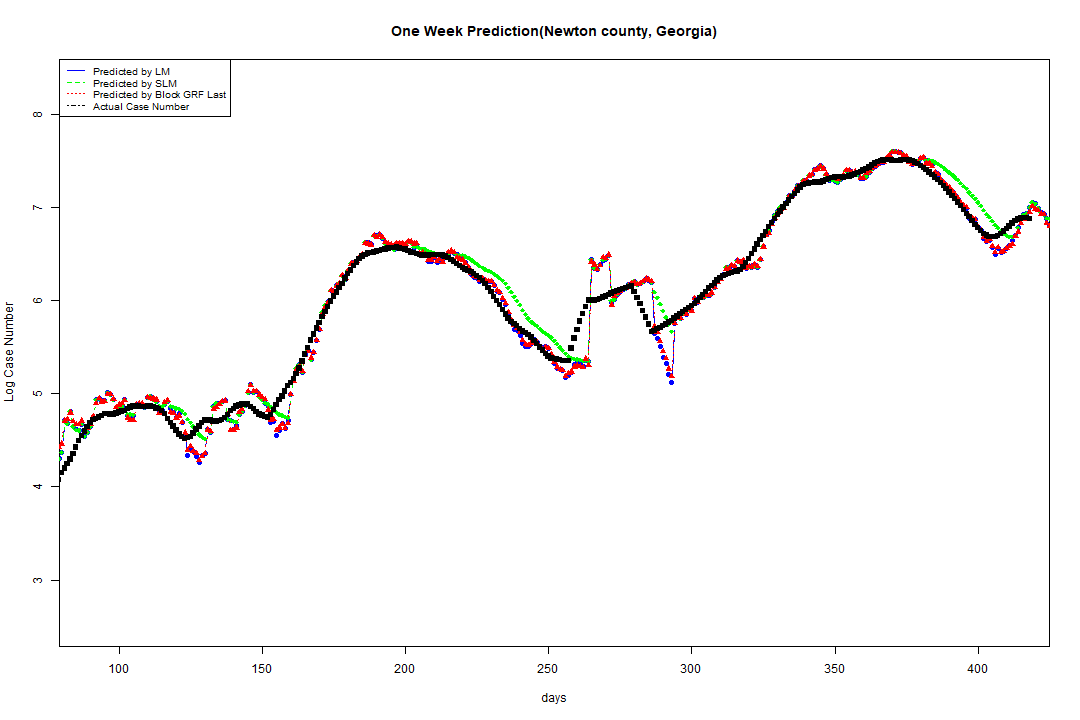 One Week Prediction(Newton county, Georgia)
Predicted by LM
Predicted by SLM
Predicted by Block GRF Last
Actual Case Number
8
7
6
5
4
3
Log Case Number
100 150 200 250 300 350 400
days